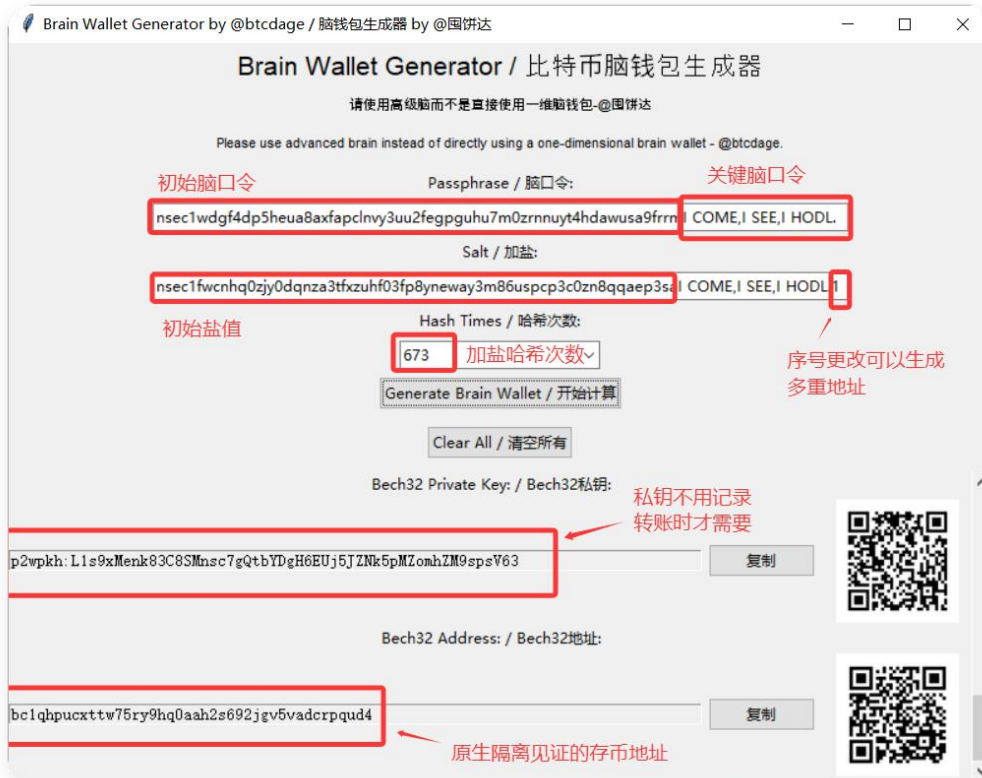 Brain Wallet Generator by @btcdage / 脑钱包生成器 by @囤饼达
Brain Wallet Generator / 比特币脑钱包生成器
请使用高级脑而不是直接使用一维脑钱包-@囤饼达
Please use advanced brain instead of directly using a one-dimensional brain wallet - @btcdage.
初始脑口令
Passphrase / 脑口令:
关键脑口令
nsec1wdgf4dp5heua8axfapclnvy3uu2fegpguhu7m0zrnnuyt4hdawusa9frrm I COME,I SEE,I HODL.
Salt / 加盐:
nsec1fwcnhq0zjy0dqnza3tfxzuhf03fp8yneway3m86uspcp3c0zn8qqaep3sa I COME,I SEE,I HODL.1
初始盐值
Hash Times / 哈希次数:
673 加盐哈希次数
序号更改可以生成
多重地址
Generate Brain Wallet / 开始计算
Clear All / 清空所有
Bech32 Private Key: / Bech32私钥:
私钥不用记录
转账时才需要
p2wpkh:L1s9xMenk83C8SMnsc7gQtbYDgH6EUj5JZNk5pMZomhZM9spsV63
复制
Bech32 Address: / Bech32地址:
bc1qhpucxttw75ry9hq0aah2s692jgv5vadcrpqud4
复制
原生隔离见证的存币地址